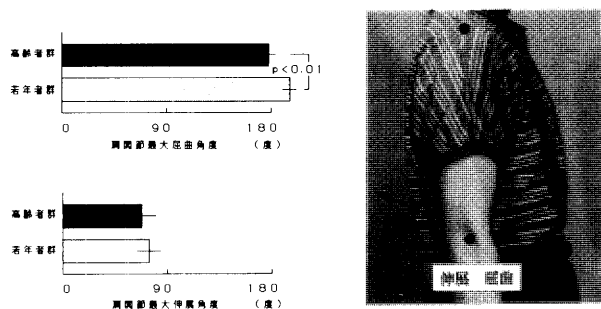 高齢者群
p<0.01
若年者群
0 90 180
肩関節最大屈曲角度 (度)
高齢者群
若年者群
0 90 180
肩関節最大伸展角度 (度)
伸展 屈曲